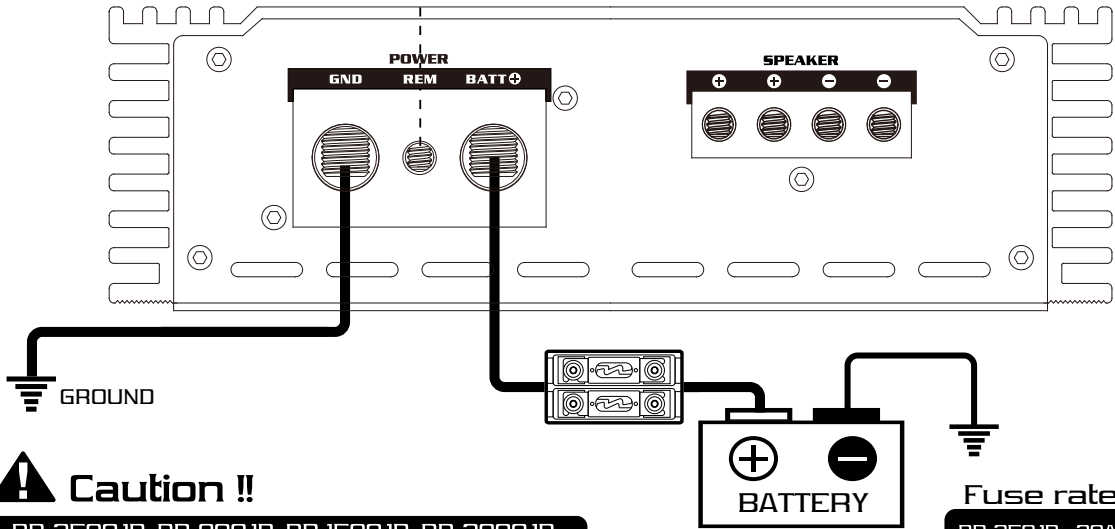 POWER
GND REM BATT⊕
SPEAKER
⊕ ⊕ ⊖ ⊖
GROUND
⊕ ⊖
BATTERY
! Caution !!
Fuse rate